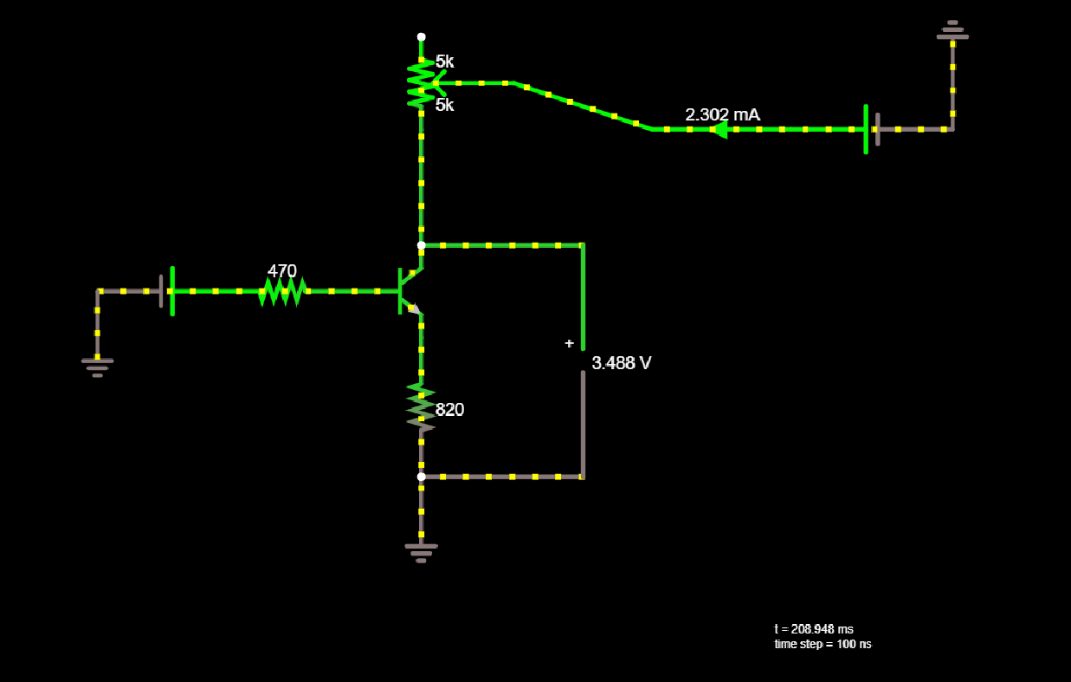 5k
5k
2.302 mA
470
+
3.488 V
820
t = 208.948 ms
time step = 100 ns